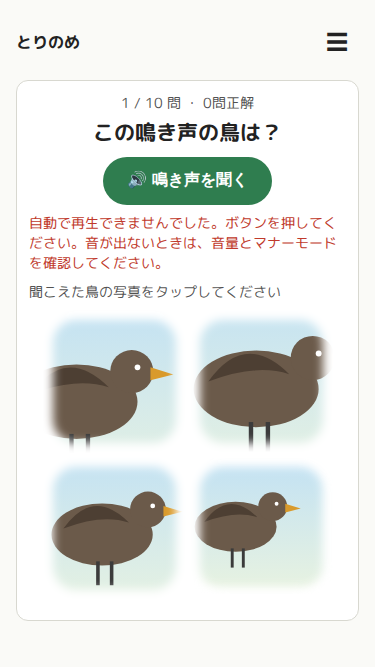 とりのめ
1 / 10 問 ・ 0問正解
この鳴き声の鳥は？
🔊 鳴き声を聞く
自動で再生できませんでした。ボタンを押してく
ださい。音が出ないときは、音量とマナーモード
を確認してください。
聞こえた鳥の写真をタップしてください